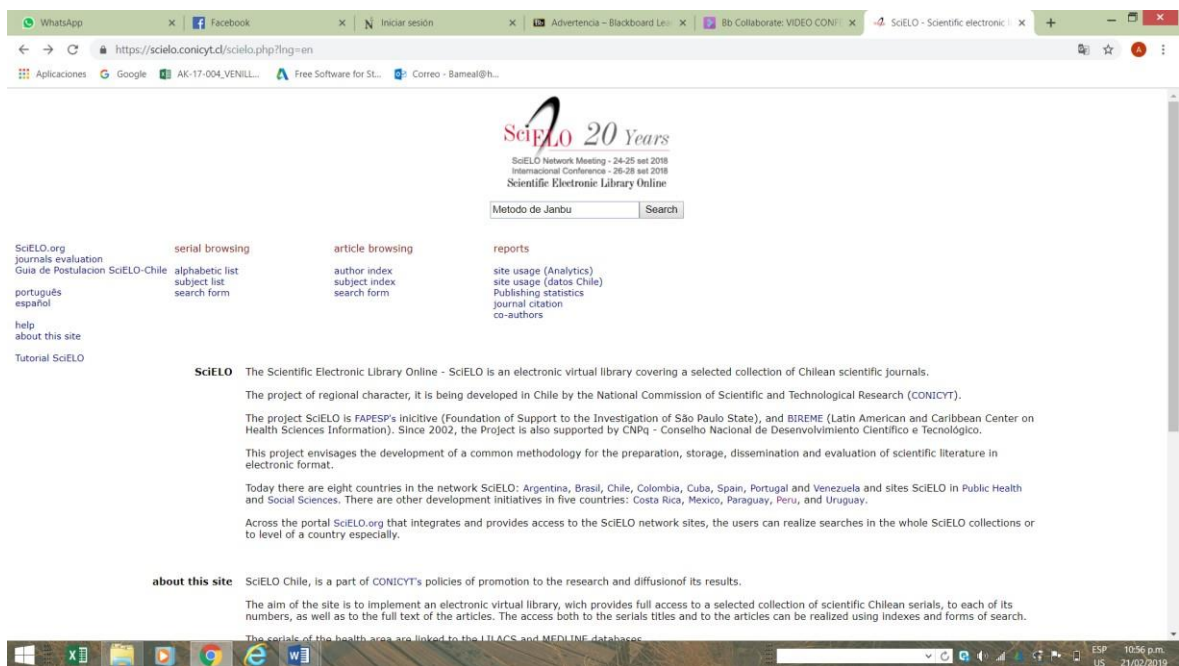 WhatsApp
Facebook
Iniciar sesión
Advertencia – Blackboard Lea
Bb Collaborate: VIDEO CONF
SciELO - Scientific electronic l
https://scielo.conicyt.cl/scielo.php?lng=en
A
Aplicaciones
Google
AK-17-004_VENILL...
Free Software for St...
Correo - Bameal@h...
SciELO 20 Years
SciELO Network Meeting - 24-25 set 2018
Internacional Conference - 26-28 set 2018
Scientific Electronic Library Online
Metodo de Janbu
Search
SciELO.org
journals evaluation
Guia de Postulacion SciELO-Chile
português
español
help
about this site
Tutorial SciELO
serial browsing
alphabetic list
subject list
search form
article browsing
author index
subject index
search form
reports
site usage (Analytics)
site usage (datos Chile)
Publishing statistics
journal citation
co-authors
SciELO
The Scientific Electronic Library Online - SciELO is an electronic virtual library covering a selected collection of Chilean scientific journals.
The project of regional character, it is being developed in Chile by the National Commission of Scientific and Technological Research (CONICYT).
The project SciELO is FAPESP's inicitive (Foundation of Support to the Investigation of São Paulo State), and BIREME (Latin American and Caribbean Center on
Health Sciences Information). Since 2002, the Project is also supported by CNPq - Conselho Nacional de Desenvolvimiento Científico e Tecnológico.
This project envisages the development of a common methodology for the preparation, storage, dissemination and evaluation of scientific literature in
electronic format.
Today there are eight countries in the network SciELO: Argentina, Brasil, Chile, Colombia, Cuba, Spain, Portugal and Venezuela and sites SciELO in Public Health
and Social Sciences. There are other development initiatives in five countries: Costa Rica, Mexico, Paraguay, Peru, and Uruguay.
Across the portal SciELO.org that integrates and provides access to the SciELO network sites, the users can realize searches in the whole SciELO collections or
to level of a country especially.
about this site
SciELO Chile, is a part of CONICYT's policies of promotion to the research and diffusionof its results.
The aim of the site is to implement an electronic virtual library, wich provides full access to a selected collection of scientific Chilean serials, to each of its
numbers, as well as to the full text of the articles. The access both to the serials titles and to the articles can be realized using indexes and forms of search.
The serials of the health area are linked to the LILACS and MEDLINE databases.
ESP
US
10:56 p.m.
21/02/2019